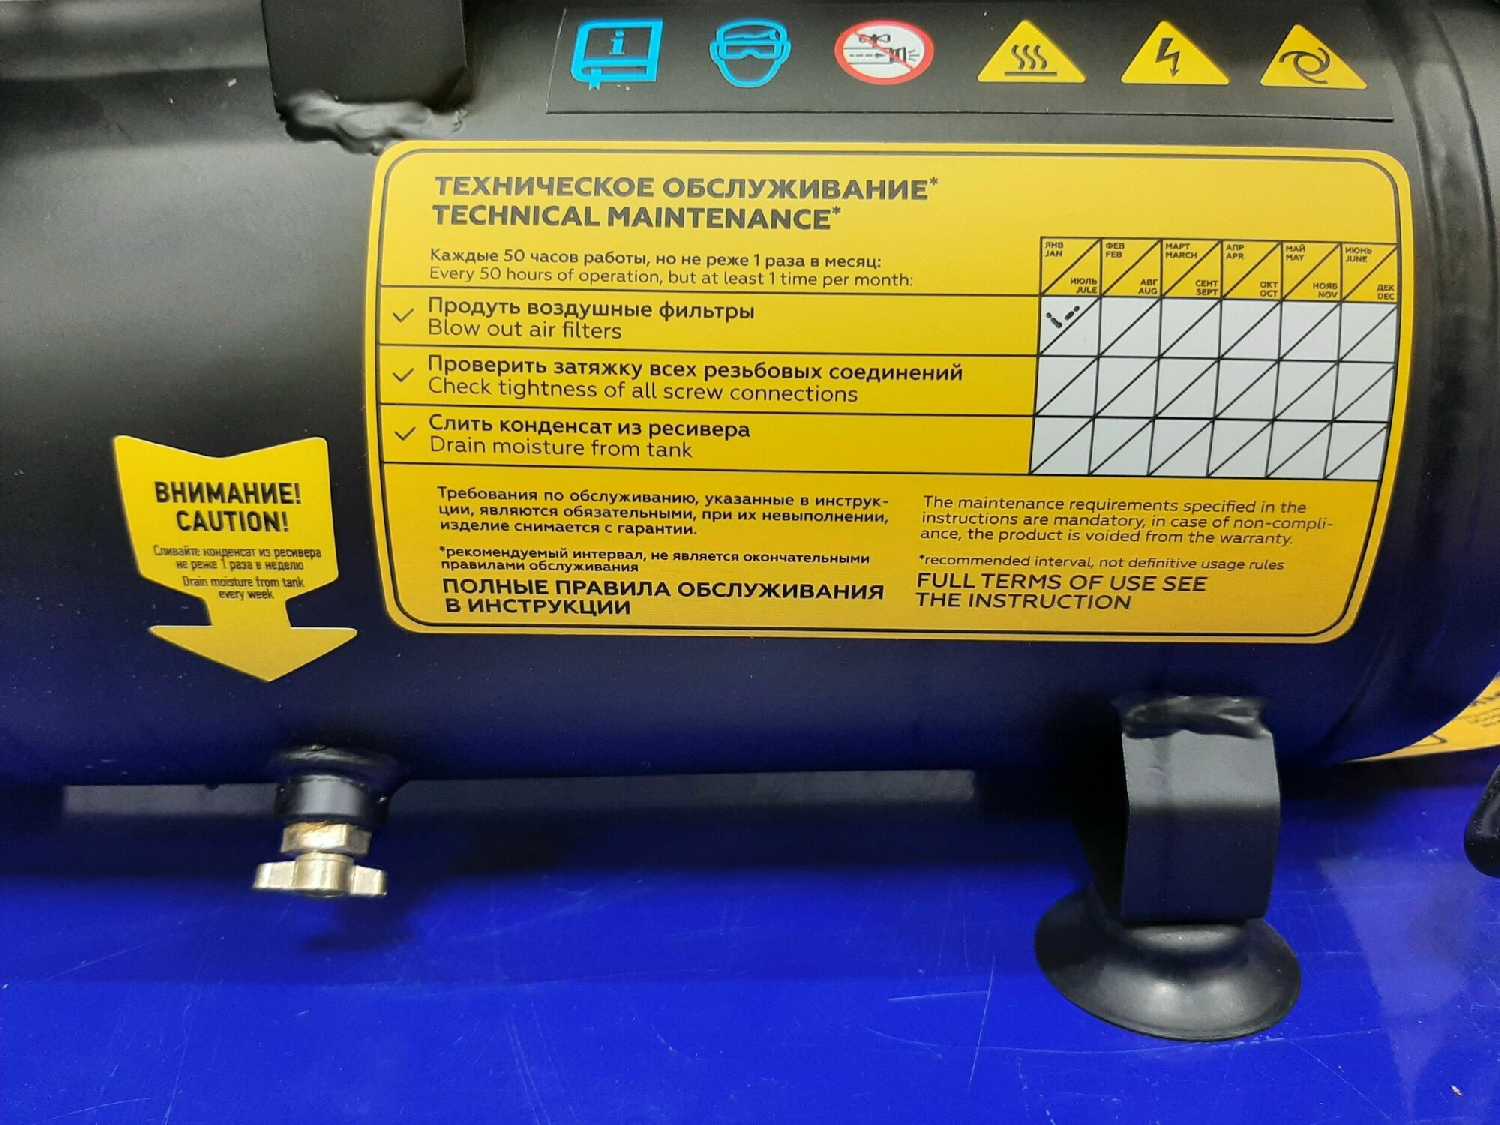 ТЕХНИЧЕСКОЕ ОБСЛУЖИВАНИЕ*
TECHNICAL MAINTENANCE*
Каждые 50 часов работы, но не реже 1 раза в месяц:
Every 50 hours of operation, but at least 1 time per month:
ЯНВ ФЕВ МАРТ АПР МАЙ ИЮНЬ
JAN FEB MARCH APR MAY JUNE
ИЮЛЬ АВГ СЕНТ ОКТ НОЯБ ДЕК
JULE AUG SEPT OCT NOV DEC
Продуть воздушные фильтры
Blow out air filters
Проверить затяжку всех резьбовых соединений
Check tightness of all screw connections
Слить конденсат из ресивера
Drain moisture from tank
Требования по обслуживанию, указанные в инструк-
ции, являются обязательными, при их невыполнении,
изделие снимается с гарантии.
*рекомендуемый интервал, не является окончательными
правилами обслуживания
ПОЛНЫЕ ПРАВИЛА ОБСЛУЖИВАНИЯ
В ИНСТРУКЦИИ
The maintenance requirements specified in the
instructions are mandatory, in case of non-compli-
ance, the product is voided from the warranty.
*recommended interval, not definitive usage rules
FULL TERMS OF USE SEE
THE INSTRUCTION
ВНИМАНИЕ!
CAUTION!
Сливайте конденсат из ресивера
не реже 1 раза в неделю
Drain moisture from tank
every week